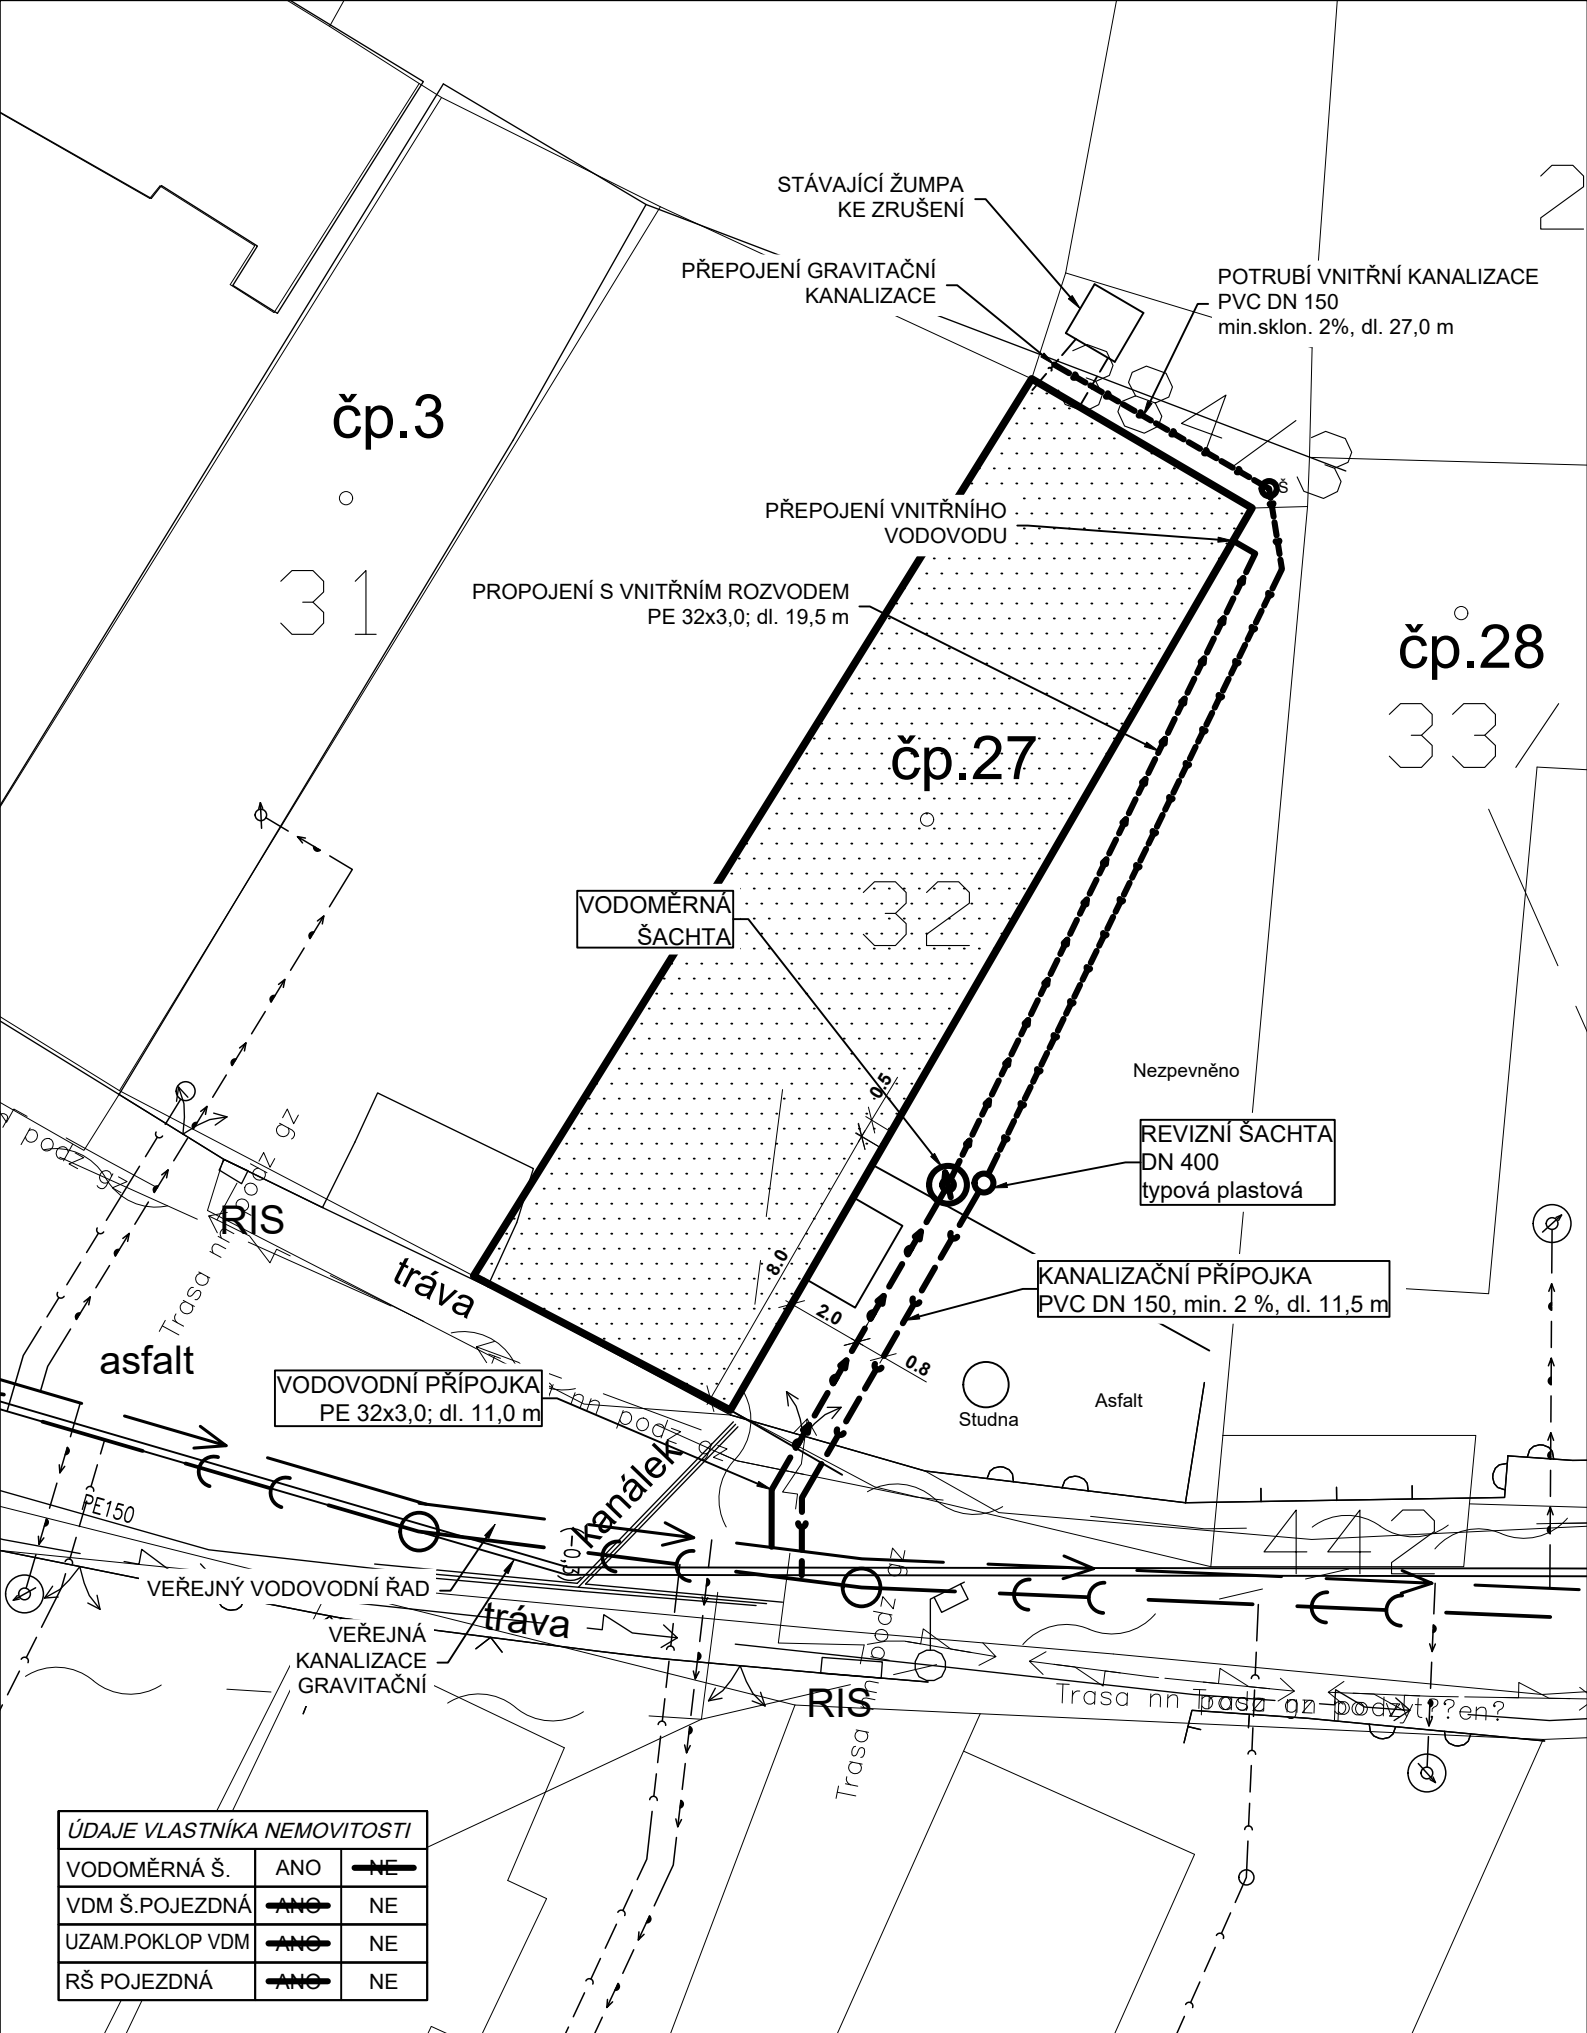 STÁVAJÍCÍ ŽUMPA
KE ZRUŠENÍ
2
PŘEPOJENÍ GRAVITAČNÍ
KANALIZACE
POTRUBÍ VNITŘNÍ KANALIZACE
PVC DN 150
min.sklon. 2%, dl. 27,0 m
čp.3
31
Š
PŘEPOJENÍ VNITŘNÍHO
VODOVODU
PROPOJENÍ S VNITŘNÍM ROZVODEM
PE 32x3,0; dl. 19,5 m
čp.28
33/
čp.27
32
VODOMĚRNÁ
ŠACHTA
0.5
Nezpevněno
REVIZNÍ ŠACHTA
DN 400
typová plastová
podz gz
podz gz
RIS
Trasa nn
tráva
8.0
2.0
0.8
KANALIZAČNÍ PŘÍPOJKA
PVC DN 150, min. 2 %, dl. 11,5 m
asfalt
VODOVODNÍ PŘÍPOJKA
PE 32x3,0; dl. 11,0 m
nn podz gz
Studna
Asfalt
kanálek
PE150
442
VEŘEJNÝ VODOVODNÍ ŘAD
tráva
VEŘEJNÁ
KANALIZACE
GRAVITAČNÍ
RIS
Trasa nn podz gz
Trasa nn
ÚDAJE VLASTNÍKA NEMOVITOSTI
VODOMĚRNÁ Š. ANO NE
VDM Š.POJEZDNÁ ANO NE
UZAM.POKLOP VDM ANO NE
RŠ POJEZDNÁ ANO NE